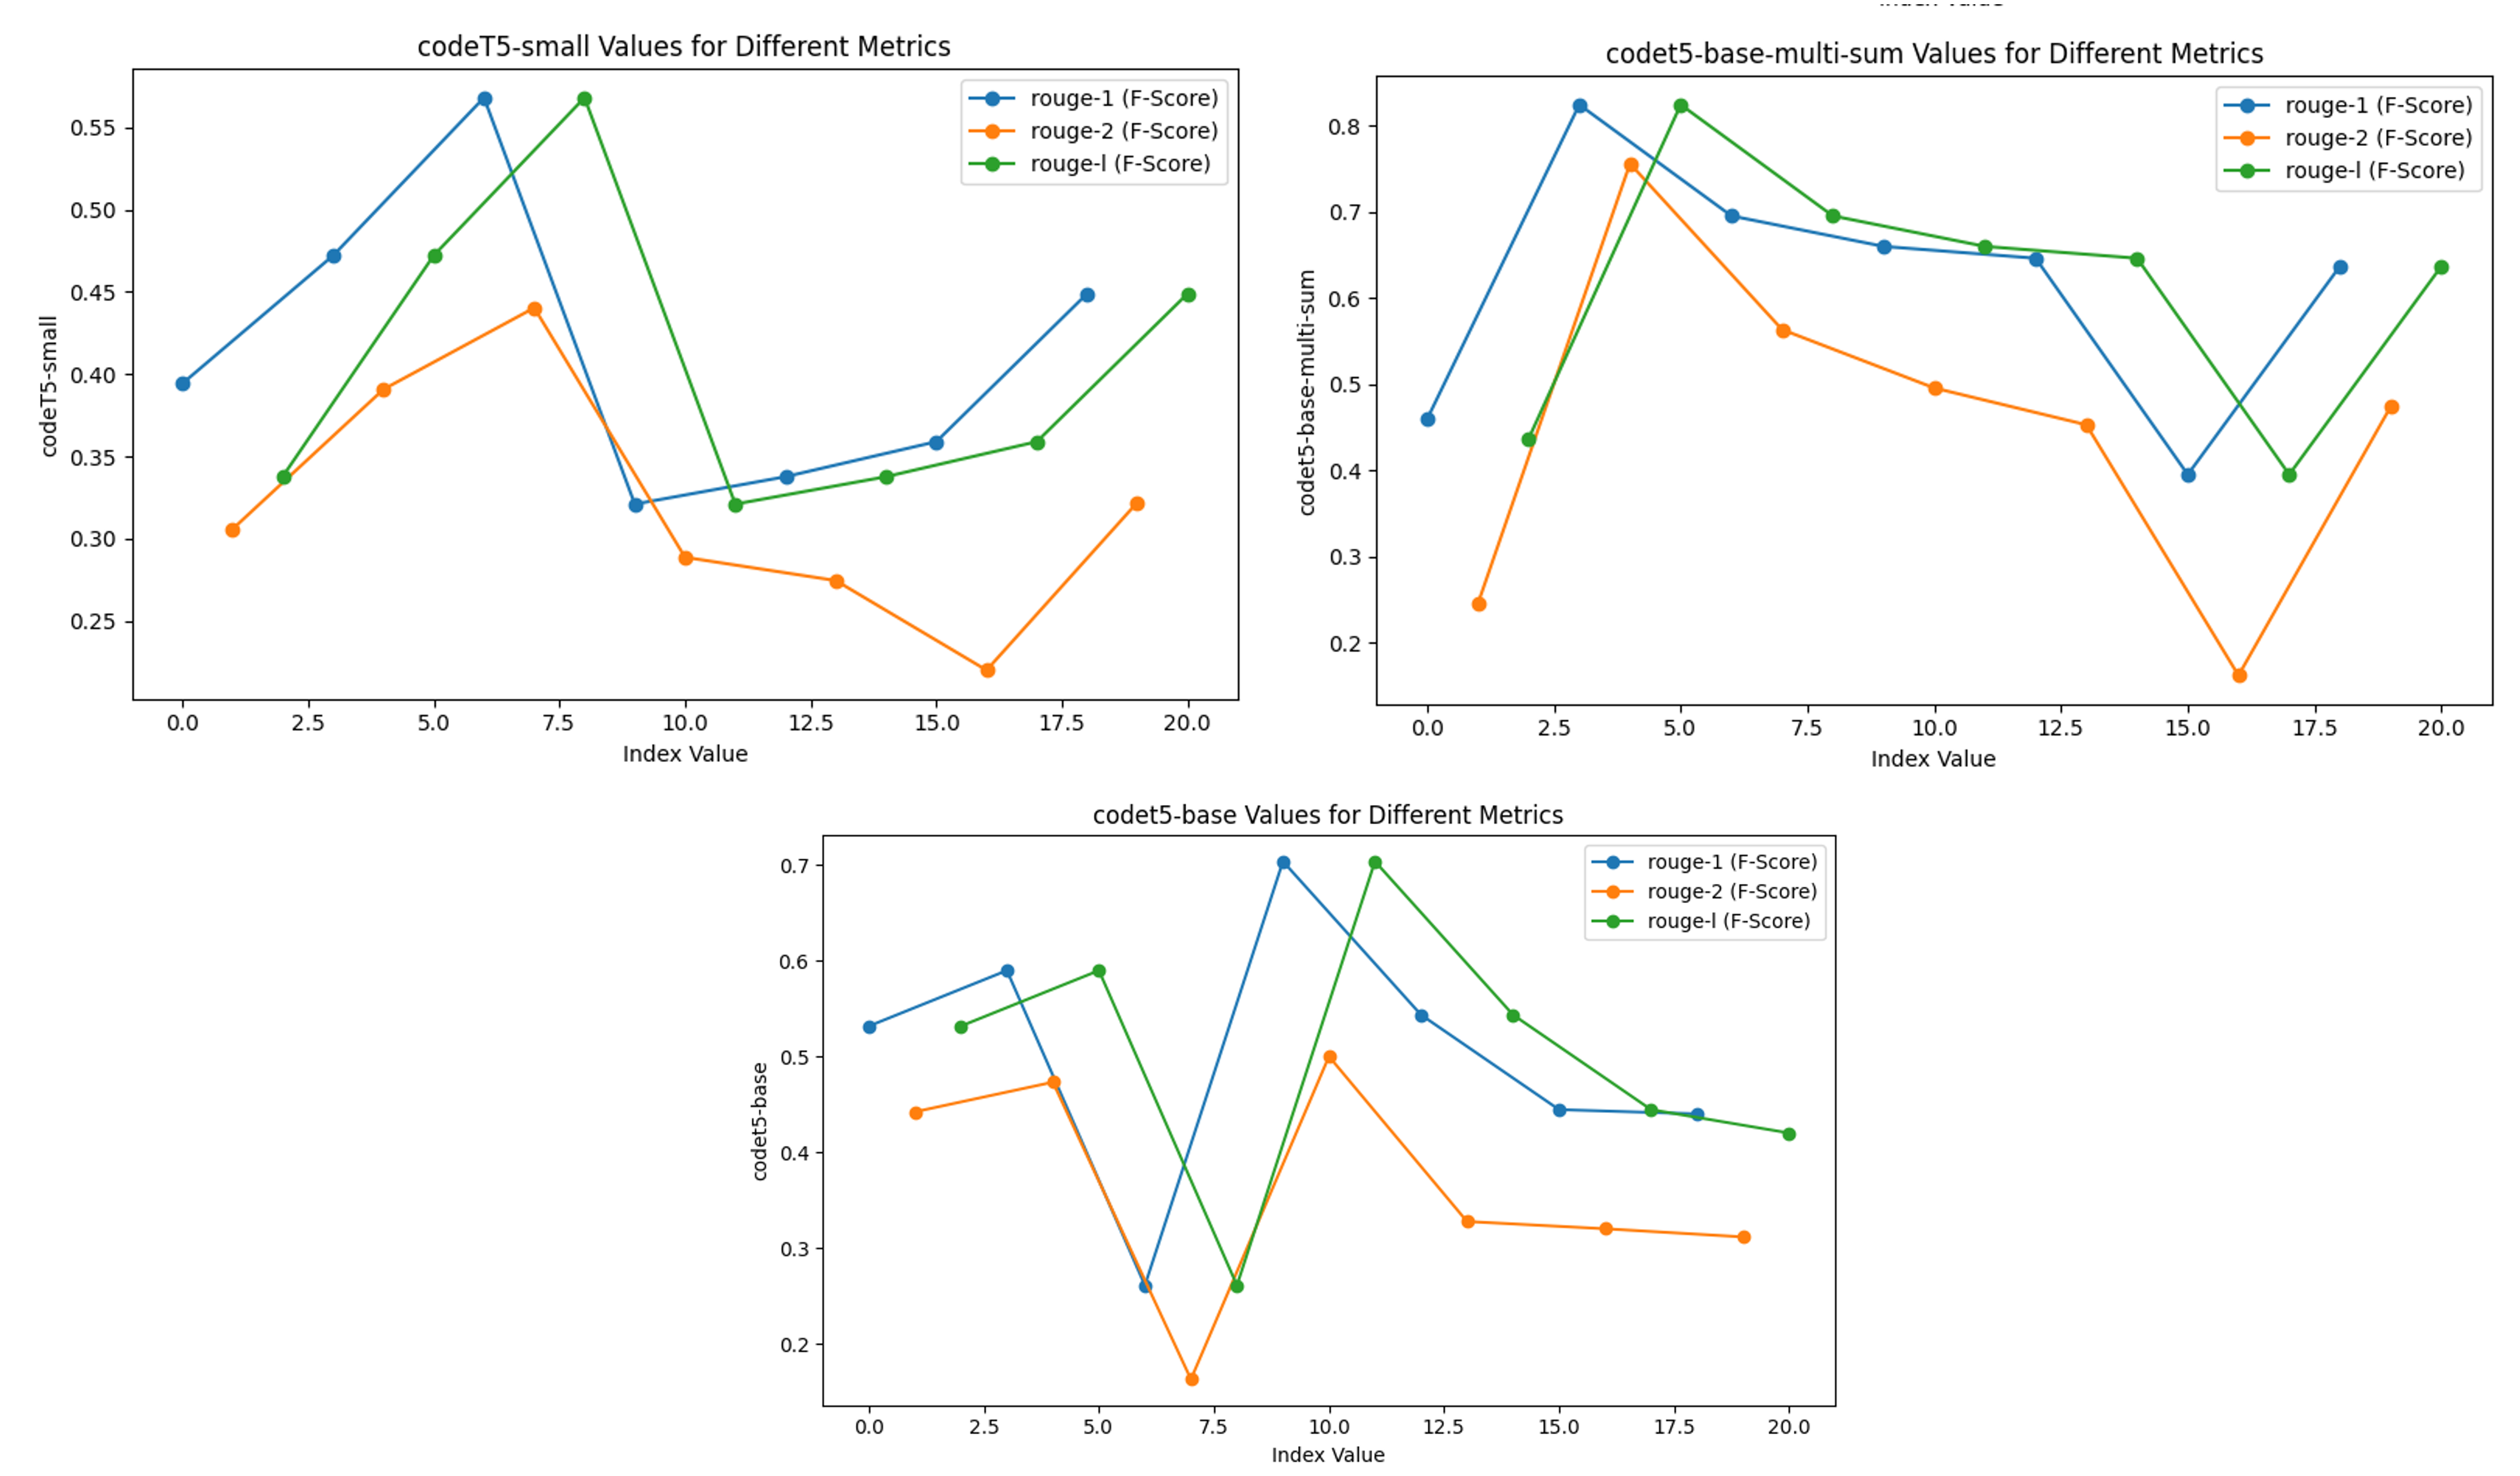 codeT5-small Values for Different Metrics
rouge-1 (F-Score)
rouge-2 (F-Score)
rouge-l (F-Score)
0.55
0.50
0.45
0.40
0.35
0.30
0.25
codeT5-small
0.0 2.5 5.0 7.5 10.0 12.5 15.0 17.5 20.0
Index Value
codet5-base-multi-sum Values for Different Metrics
rouge-1 (F-Score)
rouge-2 (F-Score)
rouge-l (F-Score)
0.8
0.7
0.6
0.5
0.4
0.3
0.2
codet5-base-multi-sum
0.0 2.5 5.0 7.5 10.0 12.5 15.0 17.5 20.0
Index Value
codet5-base Values for Different Metrics
rouge-1 (F-Score)
rouge-2 (F-Score)
rouge-l (F-Score)
0.7
0.6
0.5
0.4
0.3
0.2
codet5-base
0.0 2.5 5.0 7.5 10.0 12.5 15.0 17.5 20.0
Index Value